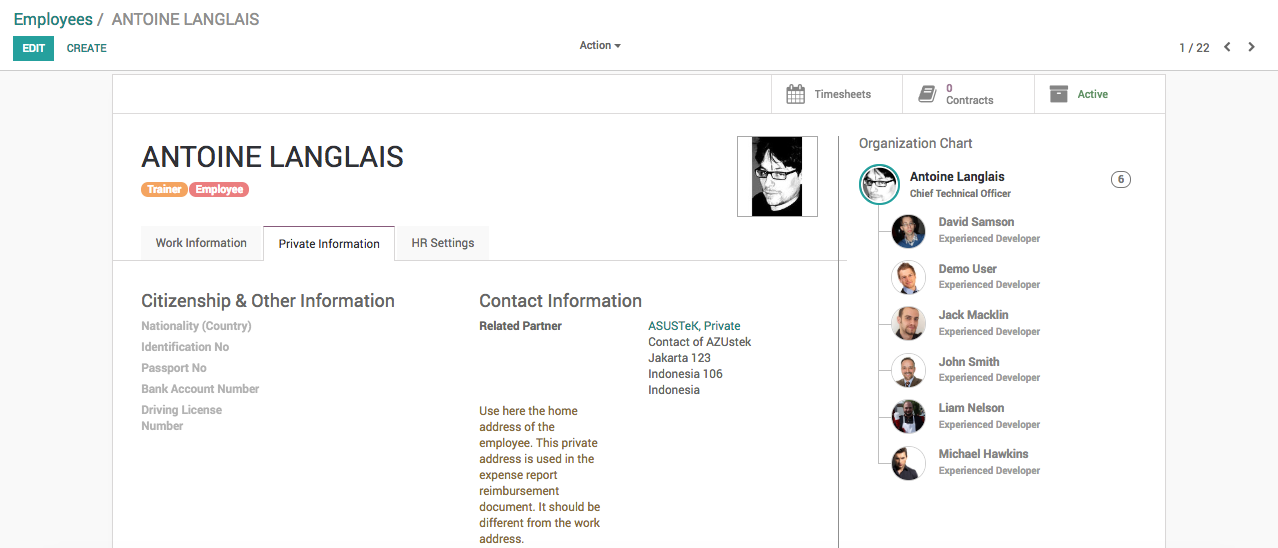 Employees / ANTOINE LANGLAIS
EDIT CREATE Action 1 / 22
Timesheets
0
Contracts
Active
ANTOINE LANGLAIS
Trainer Employee
Work Information Private Information HR Settings
Citizenship & Other Information
Nationality (Country)
Identification No
Passport No
Bank Account Number
Driving License
Number
Contact Information
Related Partner
ASUSTeK, Private
Contact of AZUstek
Jakarta 123
Indonesia 106
Indonesia
Use here the home
address of the
employee. This private
address is used in the
expense report
reimbursement
document. It should be
different from the work
address.
Organization Chart
Antoine Langlais 6
Chief Technical Officer
David Samson
Experienced Developer
Demo User
Experienced Developer
Jack Macklin
Experienced Developer
John Smith
Experienced Developer
Liam Nelson
Experienced Developer
Michael Hawkins
Experienced Developer